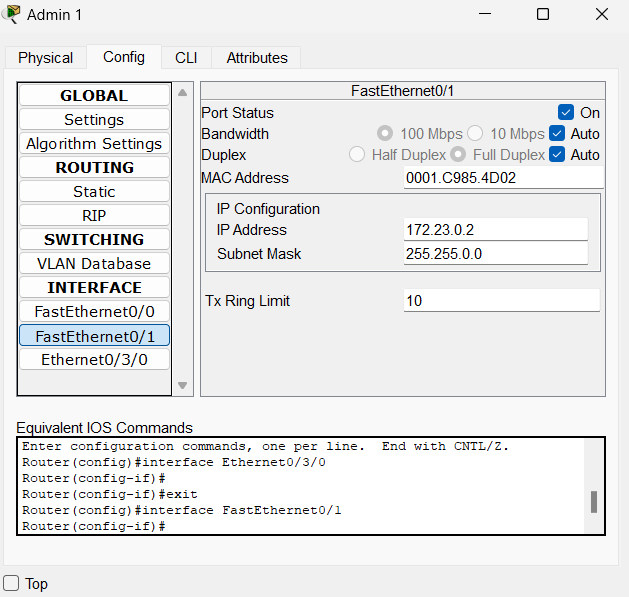 Admin 1
Physical Config CLI Attributes
GLOBAL
Settings
Algorithm Settings
ROUTING
Static
RIP
SWITCHING
VLAN Database
INTERFACE
FastEthernet0/0
FastEthernet0/1
Ethernet0/3/0
FastEthernet0/1
Port Status On
Bandwidth 100 Mbps 10 Mbps Auto
Duplex Half Duplex Full Duplex Auto
MAC Address 0001.C985.4D02
IP Configuration
IP Address 172.23.0.2
Subnet Mask 255.255.0.0
Tx Ring Limit 10
Equivalent IOS Commands
Enter configuration commands, one per line.  End with CNTL/Z.
Router(config)#interface Ethernet0/3/0
Router(config-if)#
Router(config-if)#exit
Router(config)#interface FastEthernet0/1
Router(config-if)#
Top